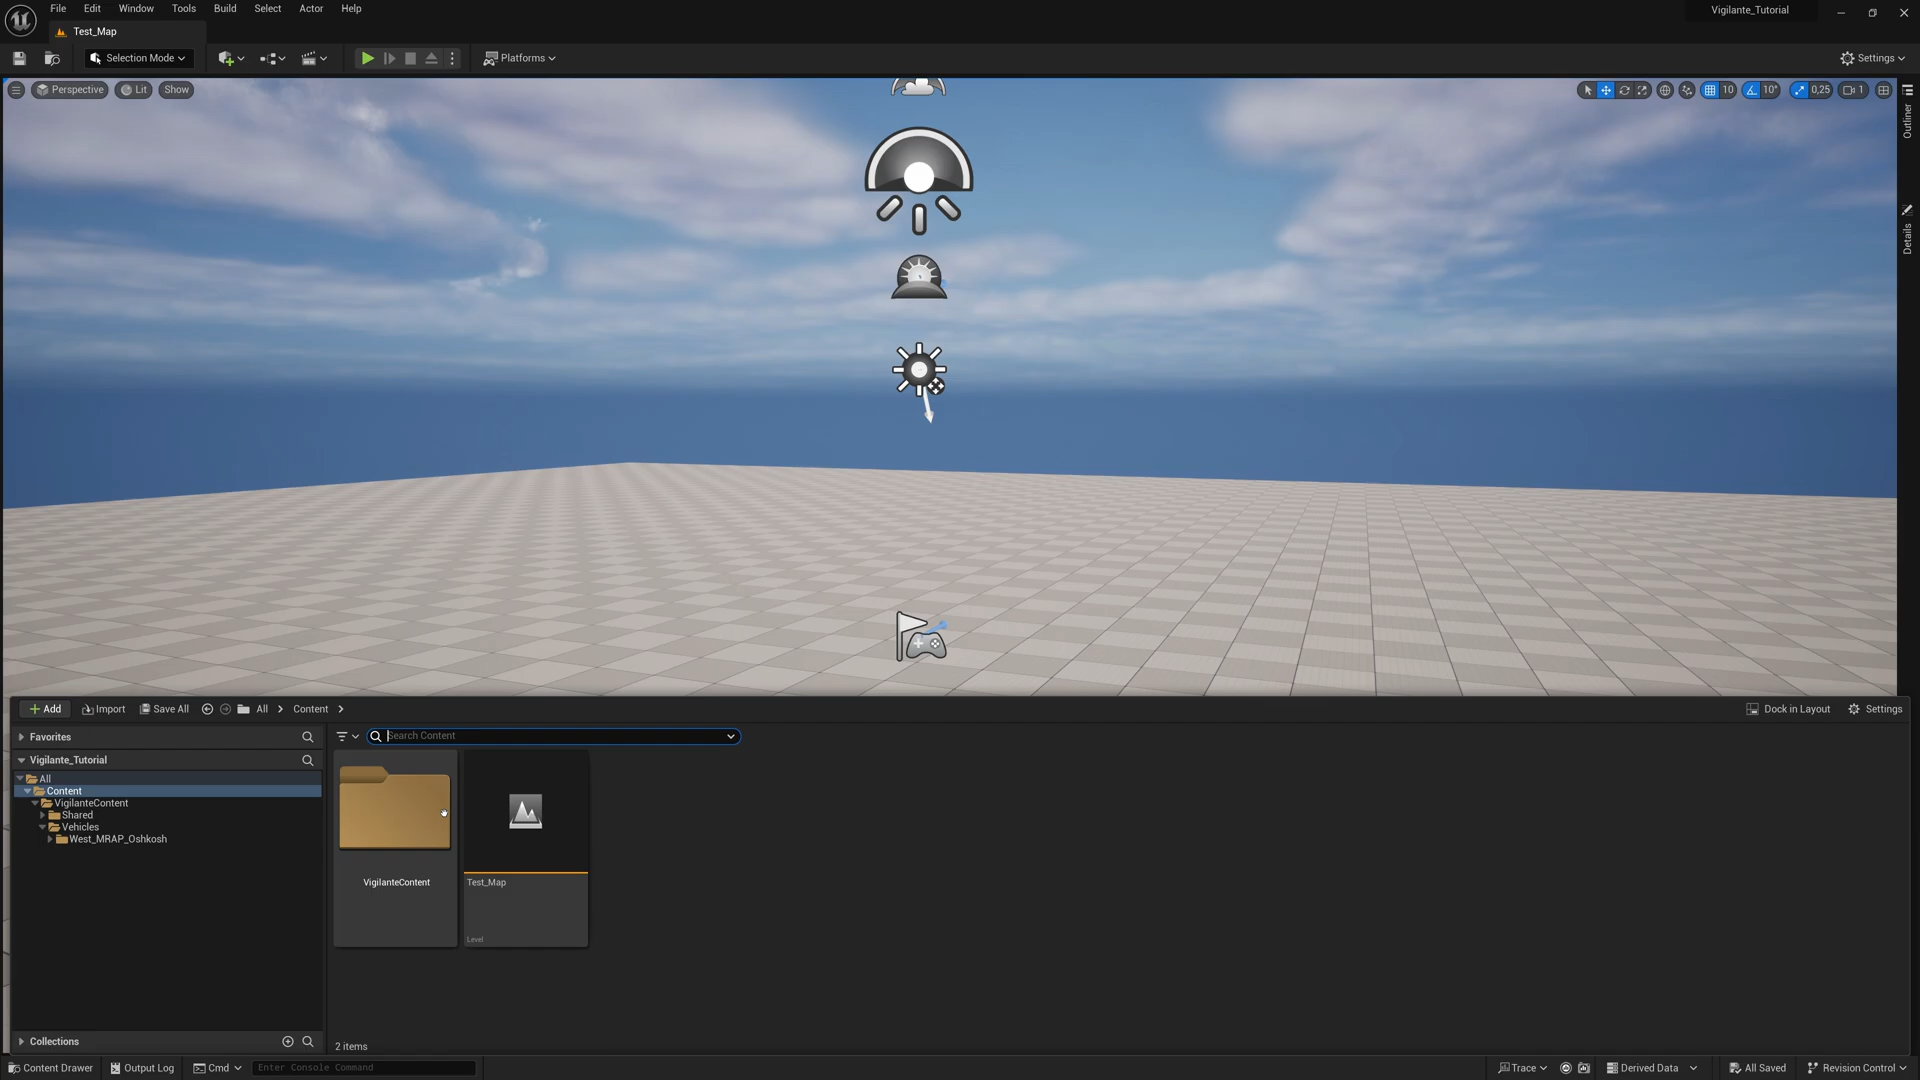 File Edit Window Tools Build Select Actor Help
Vigilante_Tutorial
Test_Map
Selection Mode
Platforms
Settings
Perspective Lit Show
10 10° 0,25 1
Outliner
Details
Add Import Save All All Content
Dock in Layout Settings
Favorites
Search Content
Vigilante_Tutorial
All
Content
VigilanteContent
Shared
Vehicles
West_MRAP_Oshkosh
VigilanteContent
Test_Map
Level
Collections
2 items
Content Drawer Output Log Cmd Enter Console Command
Trace Derived Data All Saved Revision Control